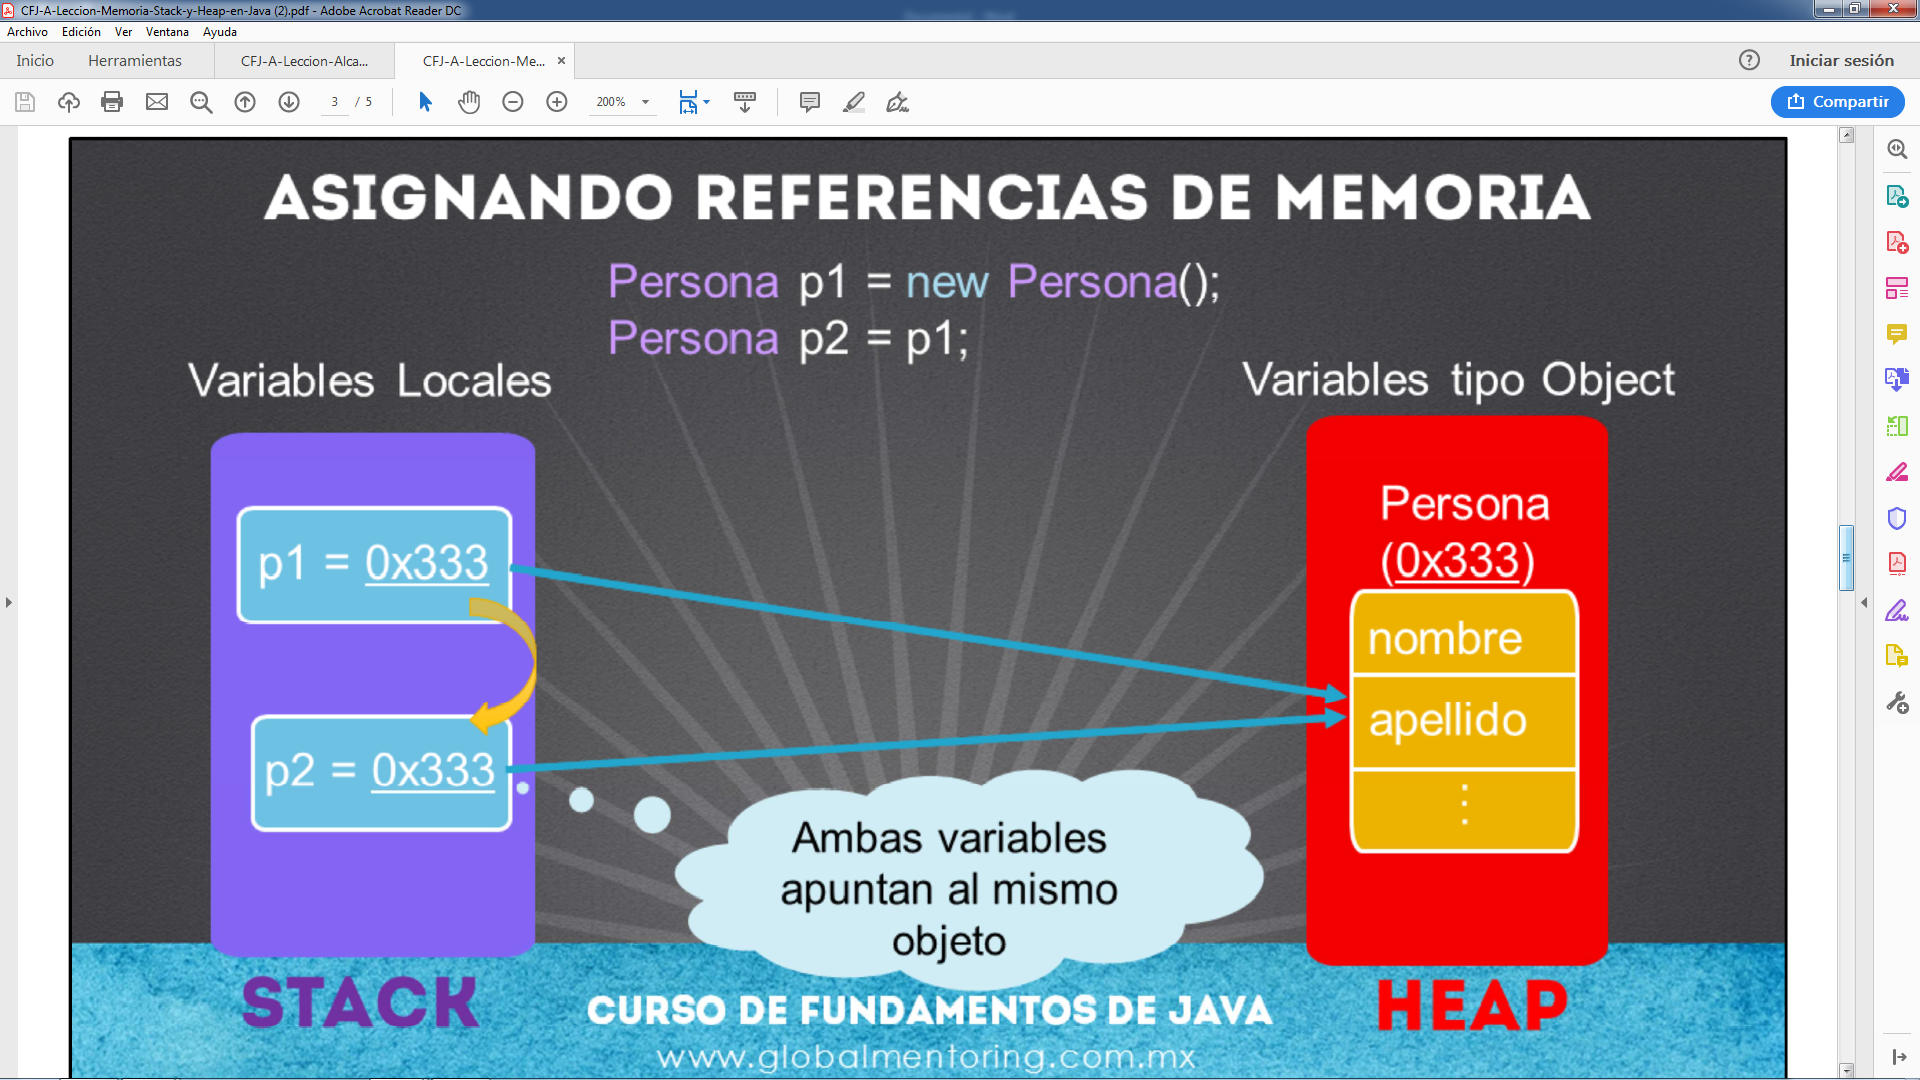 CFJ-A-Leccion-Memoria-Stack-y-Heap-en-Java (2).pdf - Adobe Acrobat Reader DC
Archivo Edición Ver Ventana Ayuda
Inicio Herramientas CFJ-A-Leccion-Alca... CFJ-A-Leccion-Me... × ? Iniciar sesión
3 / 5 200% Compartir
ASIGNANDO REFERENCIAS DE MEMORIA
Persona p1 = new Persona();
Persona p2 = p1;
Variables Locales
Variables tipo Object
p1 = 0x333
p2 = 0x333
Persona
(0x333)
nombre
apellido
⋮
Ambas variables
apuntan al mismo
objeto
STACK
HEAP
CURSO DE FUNDAMENTOS DE JAVA
www.globalmentoring.com.mx